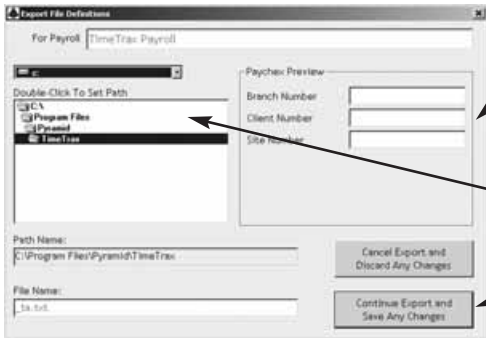 Export File Definitions
For Payroll TimeTrax Payroll
c:
Double-Click To Set Path
C:\
Program Files
Pyramid
TimeTrax
Paychex Preview
Branch Number
Client Number
Site Number
Path Name:
C:\Program Files\Pyramid\TimeTrax
File Name:
_ta.txt
Cancel Export and
Discard Any Changes
Continue Export and
Save Any Changes